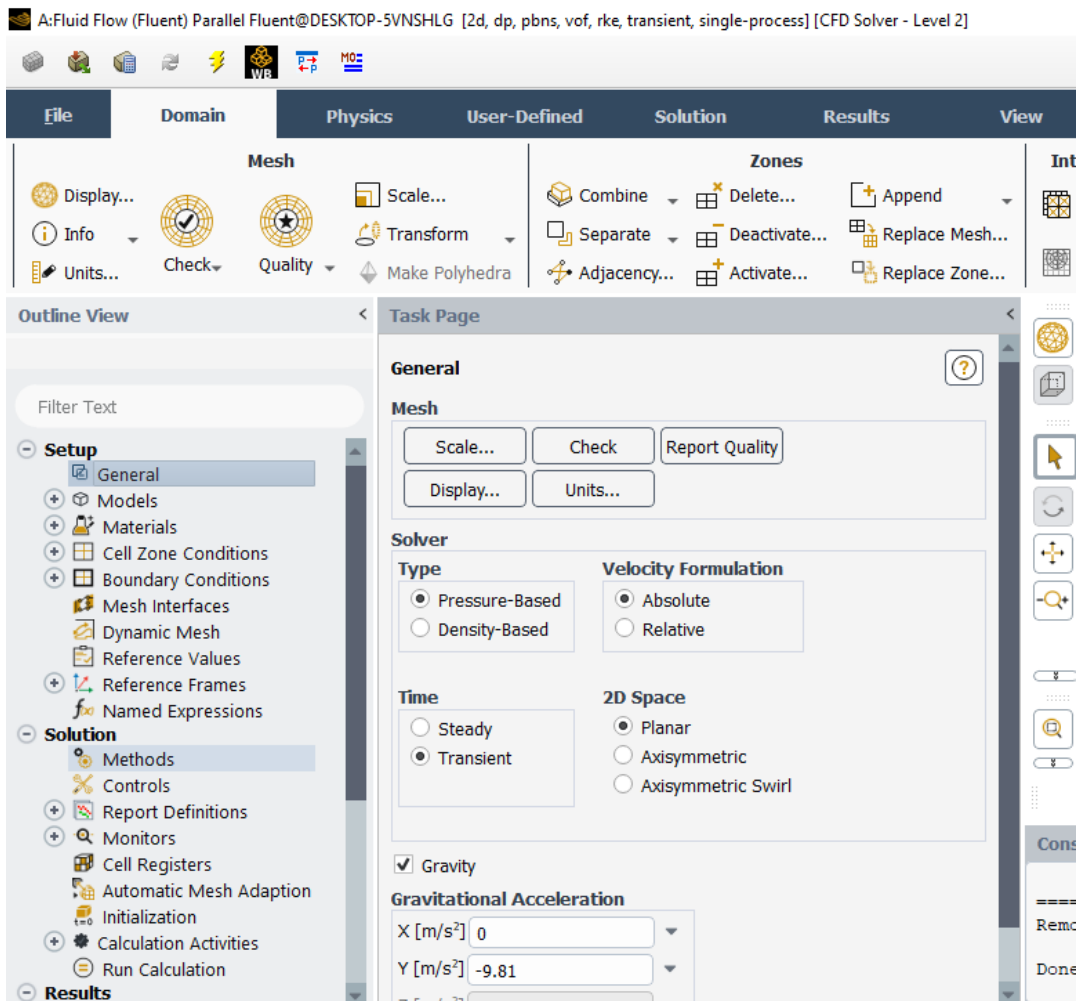 A:Fluid Flow (Fluent) Parallel Fluent@DESKTOP-5VNSHLG [2d, dp, pbns, vof, rke, transient, single-process] [CFD Solver - Level 2]
WB
File Domain Physics User-Defined Solution Results View
Mesh Zones Int
Display... Scale... Combine Delete... Append
Info Transform Separate Deactivate... Replace Mesh...
Units... Check Quality Make Polyhedra Adjacency... Activate... Replace Zone...
Outline View
Filter Text
Setup
General
Models
Materials
Cell Zone Conditions
Boundary Conditions
Mesh Interfaces
Dynamic Mesh
Reference Values
Reference Frames
Named Expressions
Solution
Methods
Controls
Report Definitions
Monitors
Cell Registers
Automatic Mesh Adaption
Initialization
Calculation Activities
Run Calculation
Results
Task Page
General
Mesh
Scale... Check Report Quality
Display... Units...
Solver
Type Velocity Formulation
Pressure-Based Absolute
Density-Based Relative
Time 2D Space
Steady Planar
Transient Axisymmetric
Axisymmetric Swirl
Gravity
Gravitational Acceleration
X [m/s²] 0
Y [m/s²] -9.81
Cons
====
Remo
Done